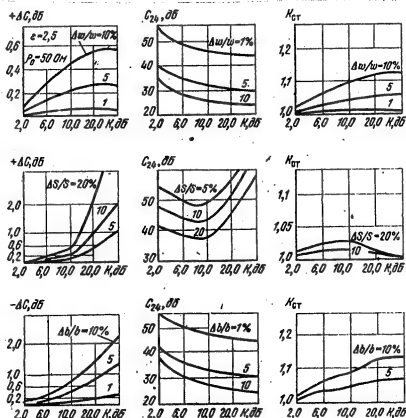 +ΔC,дб C₂₄,дб KСТ
0,6 ε=2,5 Δw/w=10%
ρ₀=50 Ом
0,4 5
0,2 1
2,0 6,0 10,0 20,0 К,дб
50 Δw/w=1%
40
30 5
20 10
2,0 6,0 10,0 20,0 К,дб
1,2 Δw/w=10%
1,1 5
1,0 1
2,0 6,0 10,0 20,0 К,дб
+ΔC,дб C₂₄,дб KСТ
ΔS/S=20%
2,0 10
1,0 5
0,6
0,2
2,0 6,0 10,0 20,0 К,дб
ΔS/S=5%
50 10
40 20
30
2,0 6,0 10,0 20,0 К,дб
1,1
1,05 ΔS/S=20%
1,0 10
2,0 6,0 10,0 20,0 К,дб
-ΔC,дб C₂₄,дб KСТ
Δb/b=10%
2,0
5
1,0
0,6
0,2 1
2,0 6,0 10,0 20,0 К,дб
50 Δb/b=1%
40
30 5
20 10
2,0 6,0 10,0 20,0 К,дб
1,2 Δb/b=10%
1,1 5
1,0
2,0 6,0 10,0 20,0 К,дб